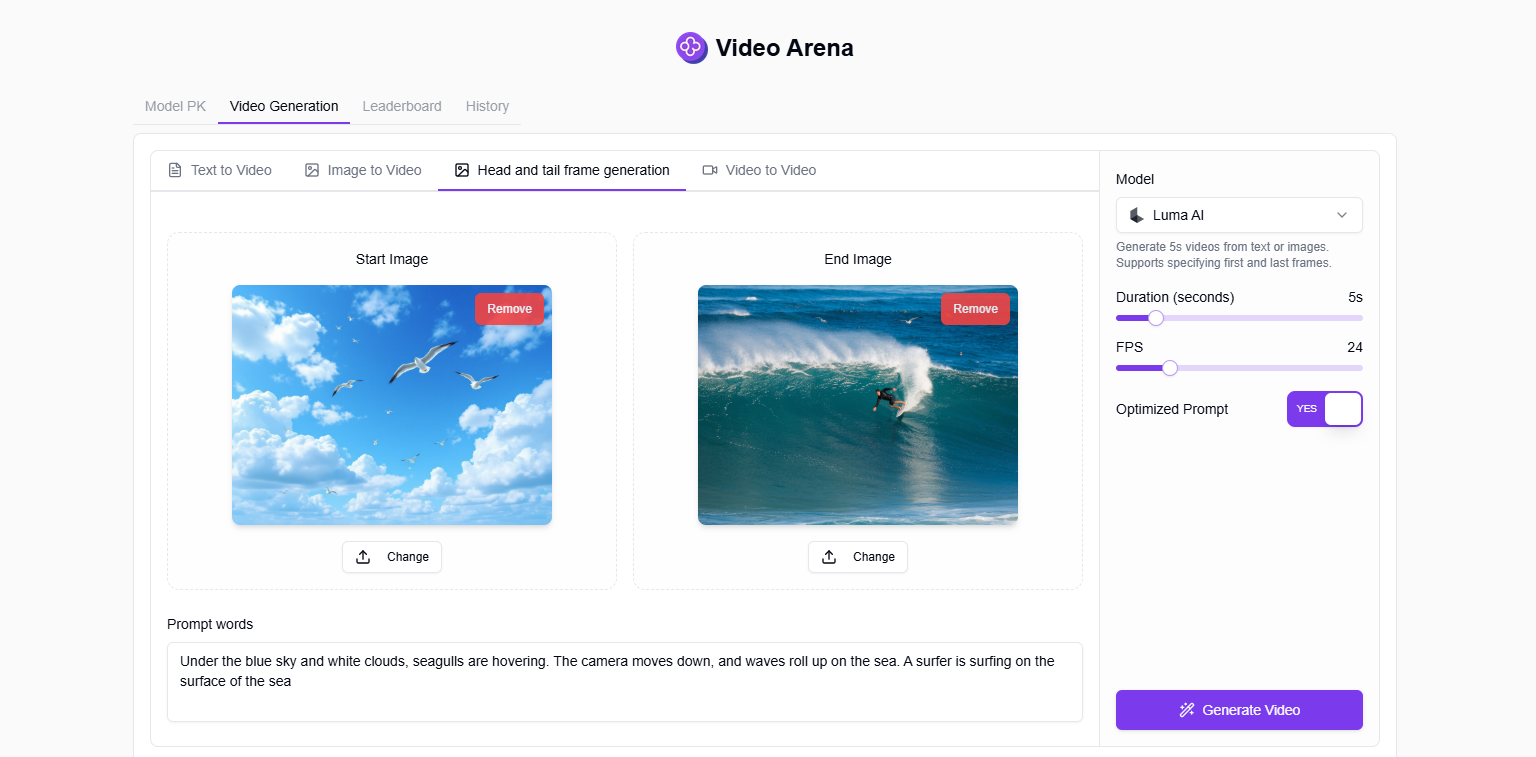 Video Arena
Model PK
Video Generation
Leaderboard
History
Text to Video
Image to Video
Head and tail frame generation
Video to Video
Start Image
Remove
Change
End Image
Remove
Change
Prompt words
Under the blue sky and white clouds, seagulls are hovering. The camera moves down, and waves roll up on the sea. A surfer is surfing on the
surface of the sea
Model
Luma AI
Generate 5s videos from text or images.
Supports specifying first and last frames.
Duration (seconds) 5s
FPS 24
Optimized Prompt YES
Generate Video